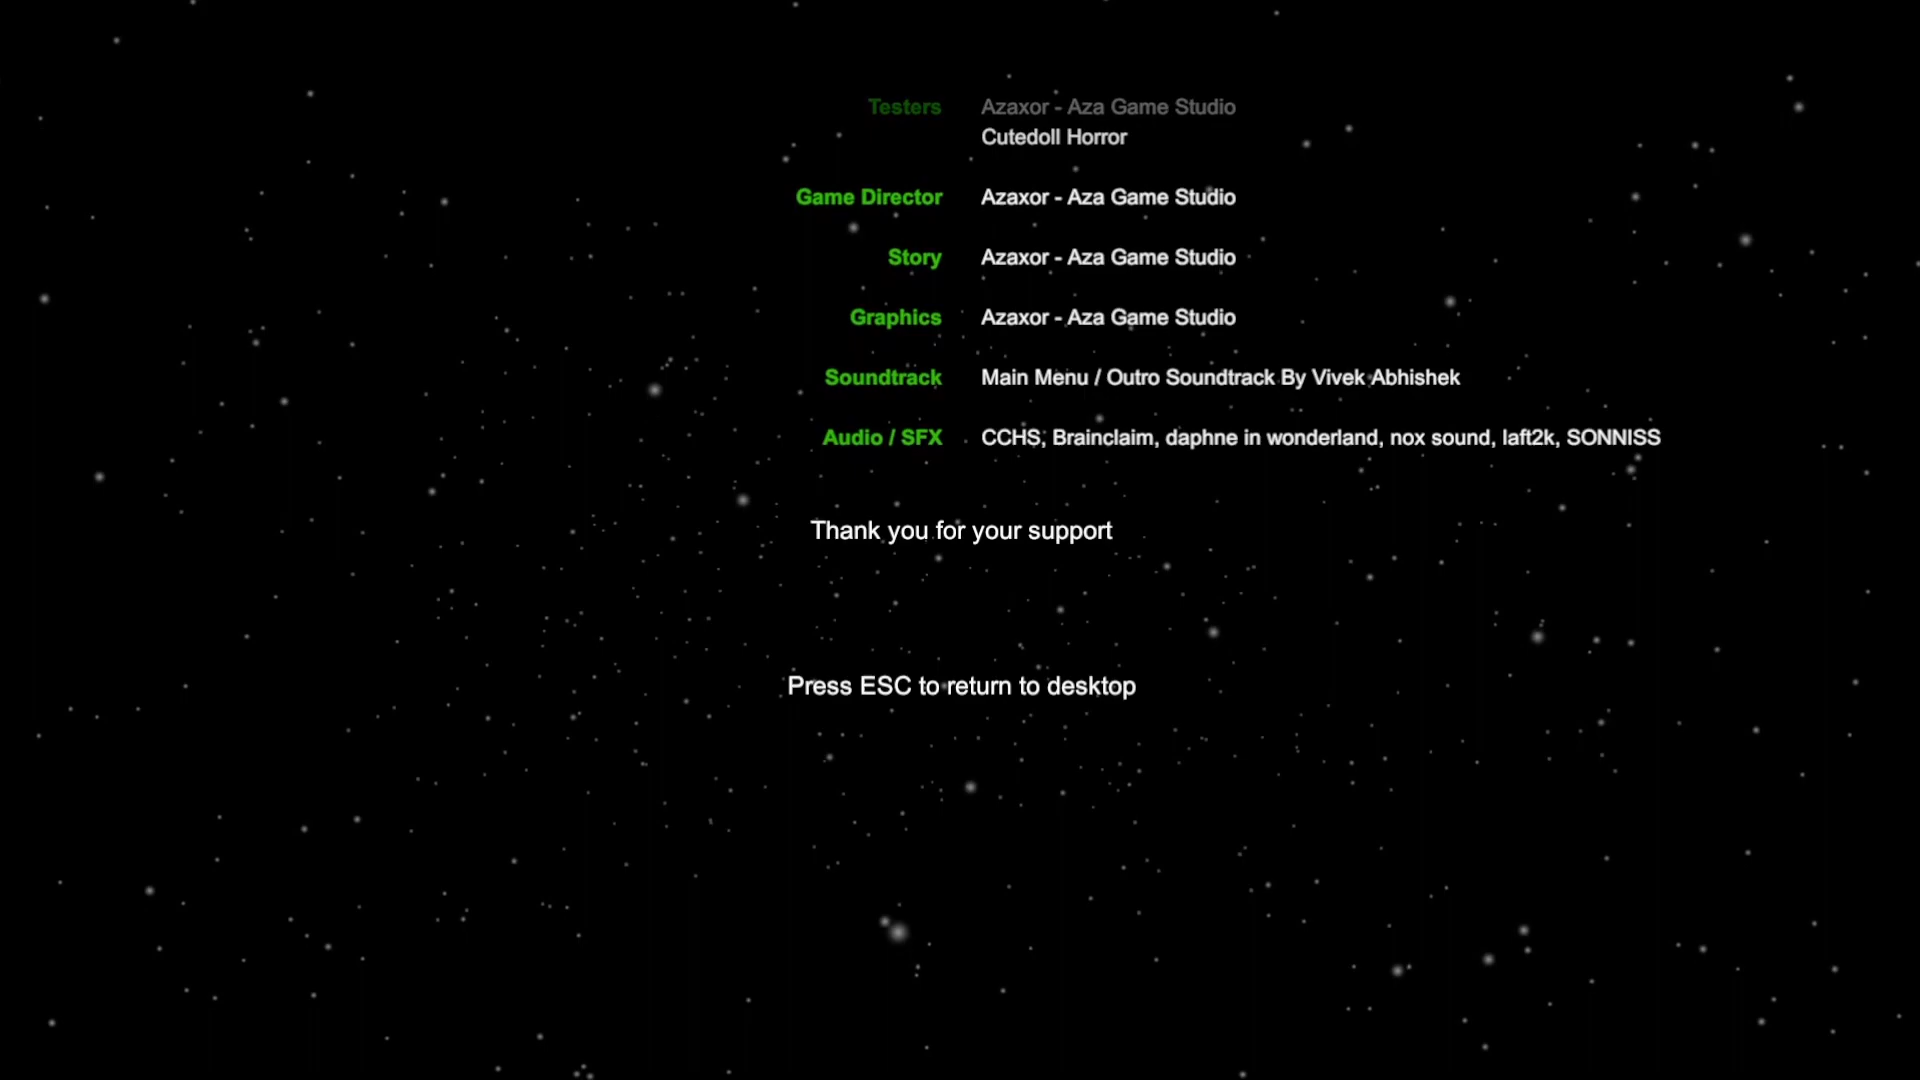 Testers Azaxor - Aza Game Studio
Cutedoll Horror
Game Director Azaxor - Aza Game Studio
Story Azaxor - Aza Game Studio
Graphics Azaxor - Aza Game Studio
Soundtrack Main Menu / Outro Soundtrack By Vivek Abhishek
Audio / SFX CCHS, Brainclaim, daphne in wonderland, nox sound, laft2k, SONNISS
Thank you for your support
Press ESC to return to desktop